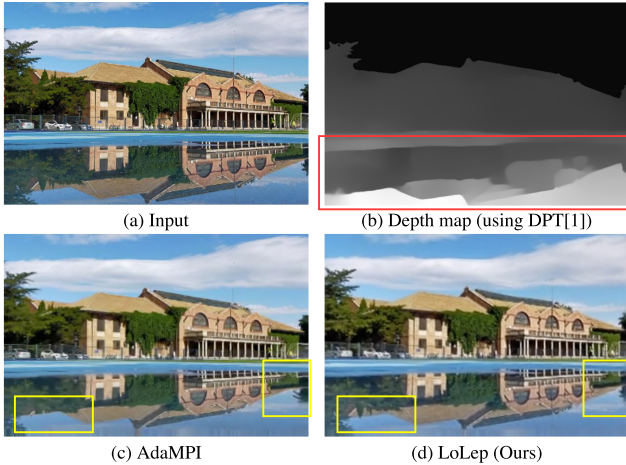 (a) Input
(b) Depth map (using DPT[1])
(c) AdaMPI
(d) LoLep (Ours)